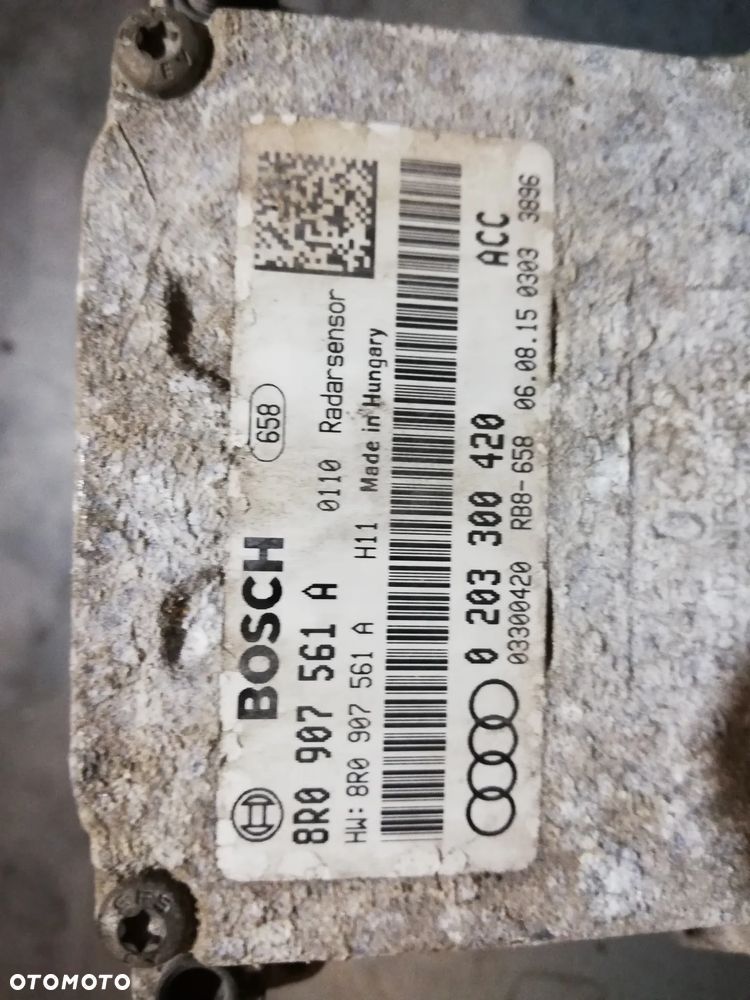 BOSCH 658
8R0 907 561 A 0110 Radarsensor
HW: 8R0 907 561 A H11 Made in Hungary
0 203 300 420 ACC
03300420 RB8-658 06.08.15 0303 3896
OTOMOTO